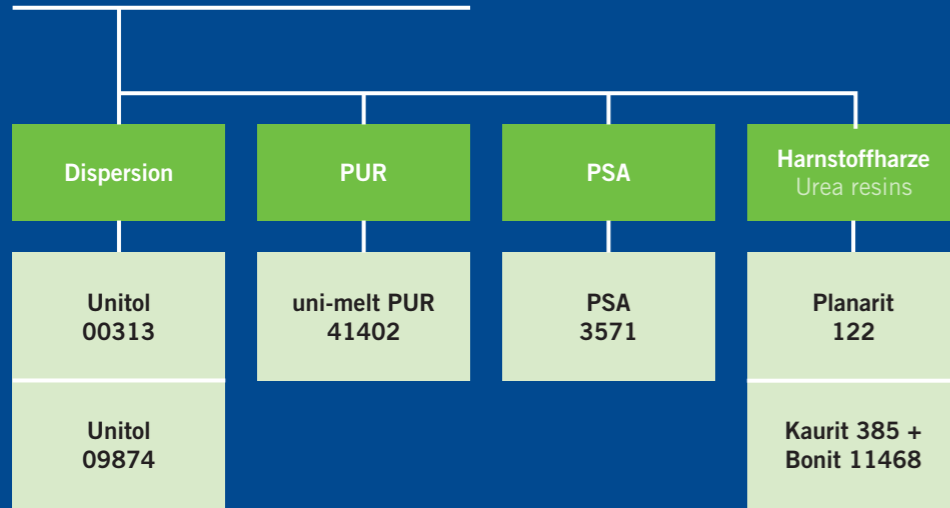 Dispersion
PUR
PSA
Harnstoffharze
Urea resins
Unitol
00313
uni-melt PUR
41402
PSA
3571
Planarit
122
Unitol
09874
Kaurit 385 +
Bonit 11468